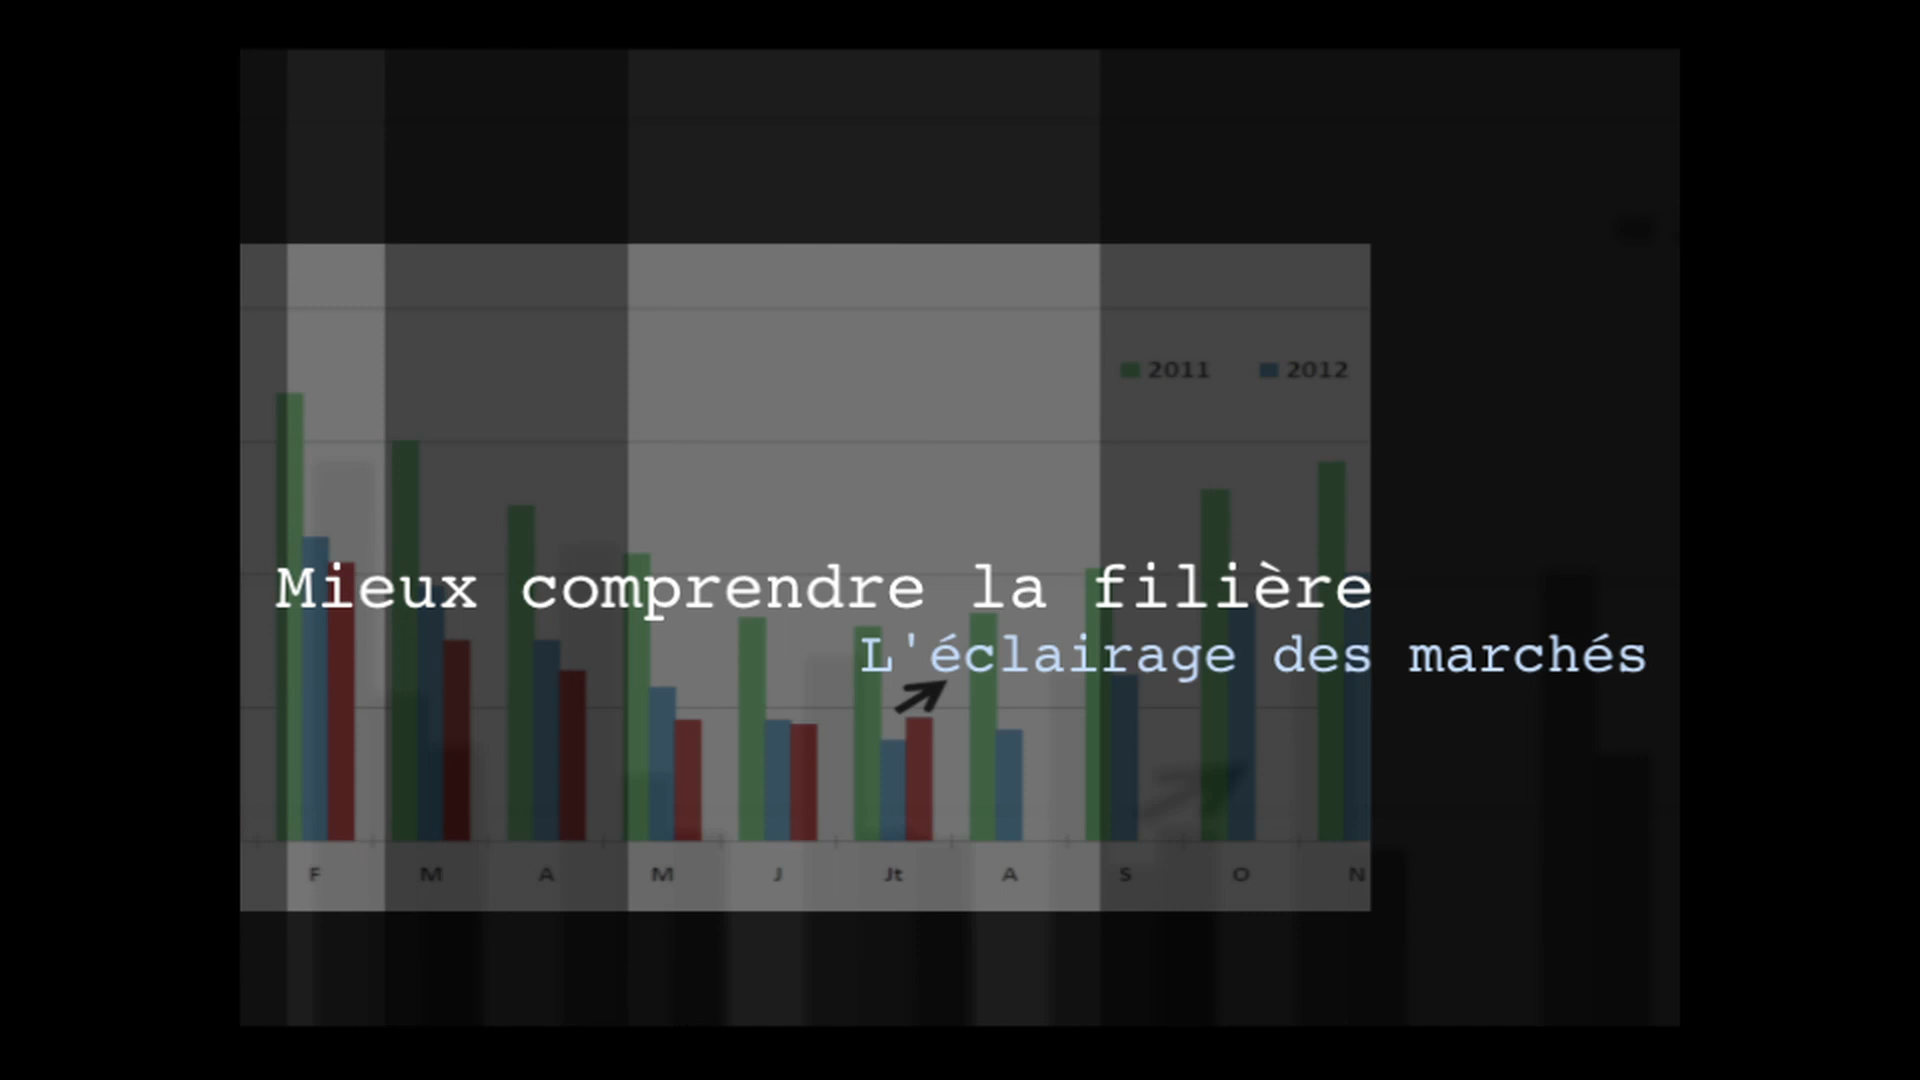 2011 2012
Mieux comprendre la filière
L'éclairage des marchés
F M A M J Jt A S O N